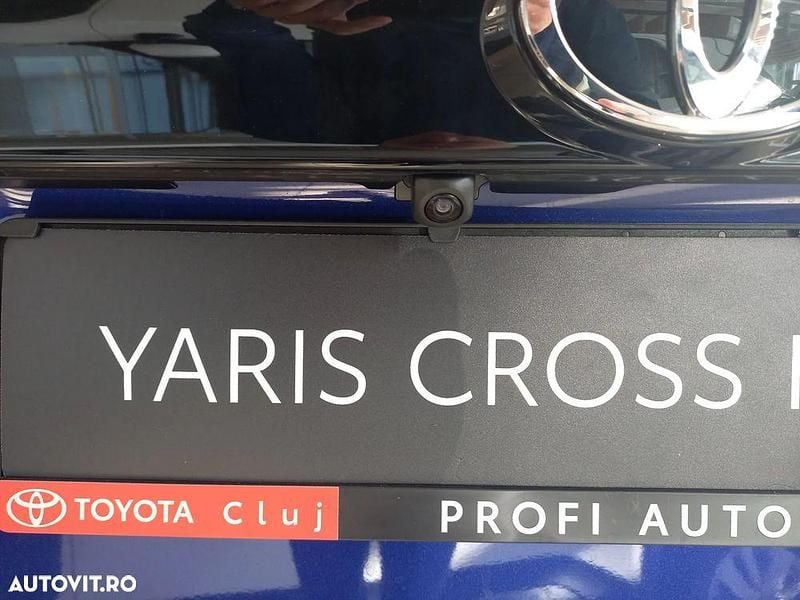 YARIS CROSS
TOYOTA Cluj PROFI AUTO
AUTOVIT.RO